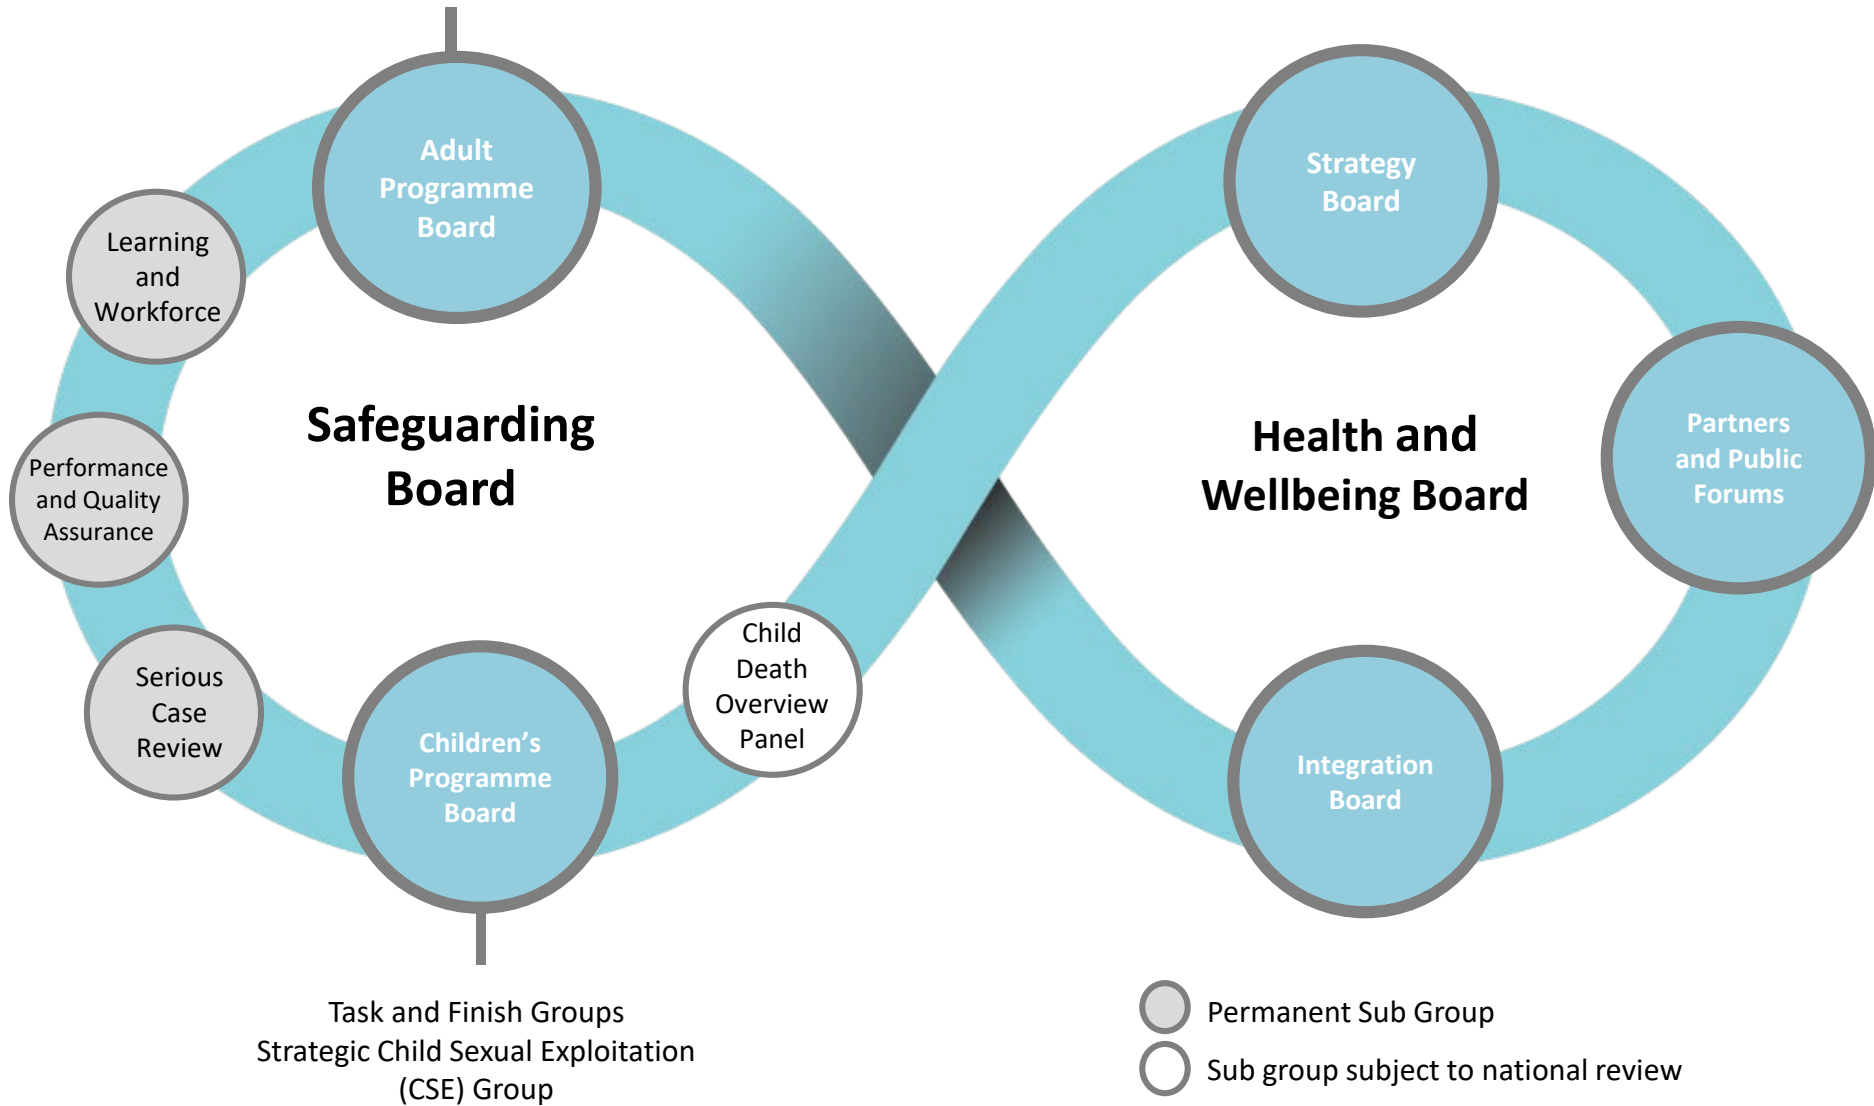 Adult
Programme
Board
Learning
and
Workforce
Safeguarding
Board
Performance
and Quality
Assurance
Serious
Case
Review
Children’s
Programme
Board
Child
Death
Overview
Panel
Strategy
Board
Health and
Wellbeing Board
Partners
and Public
Forums
Integration
Board
Task and Finish Groups
Strategic Child Sexual Exploitation
(CSE) Group
Permanent Sub Group
Sub group subject to national review